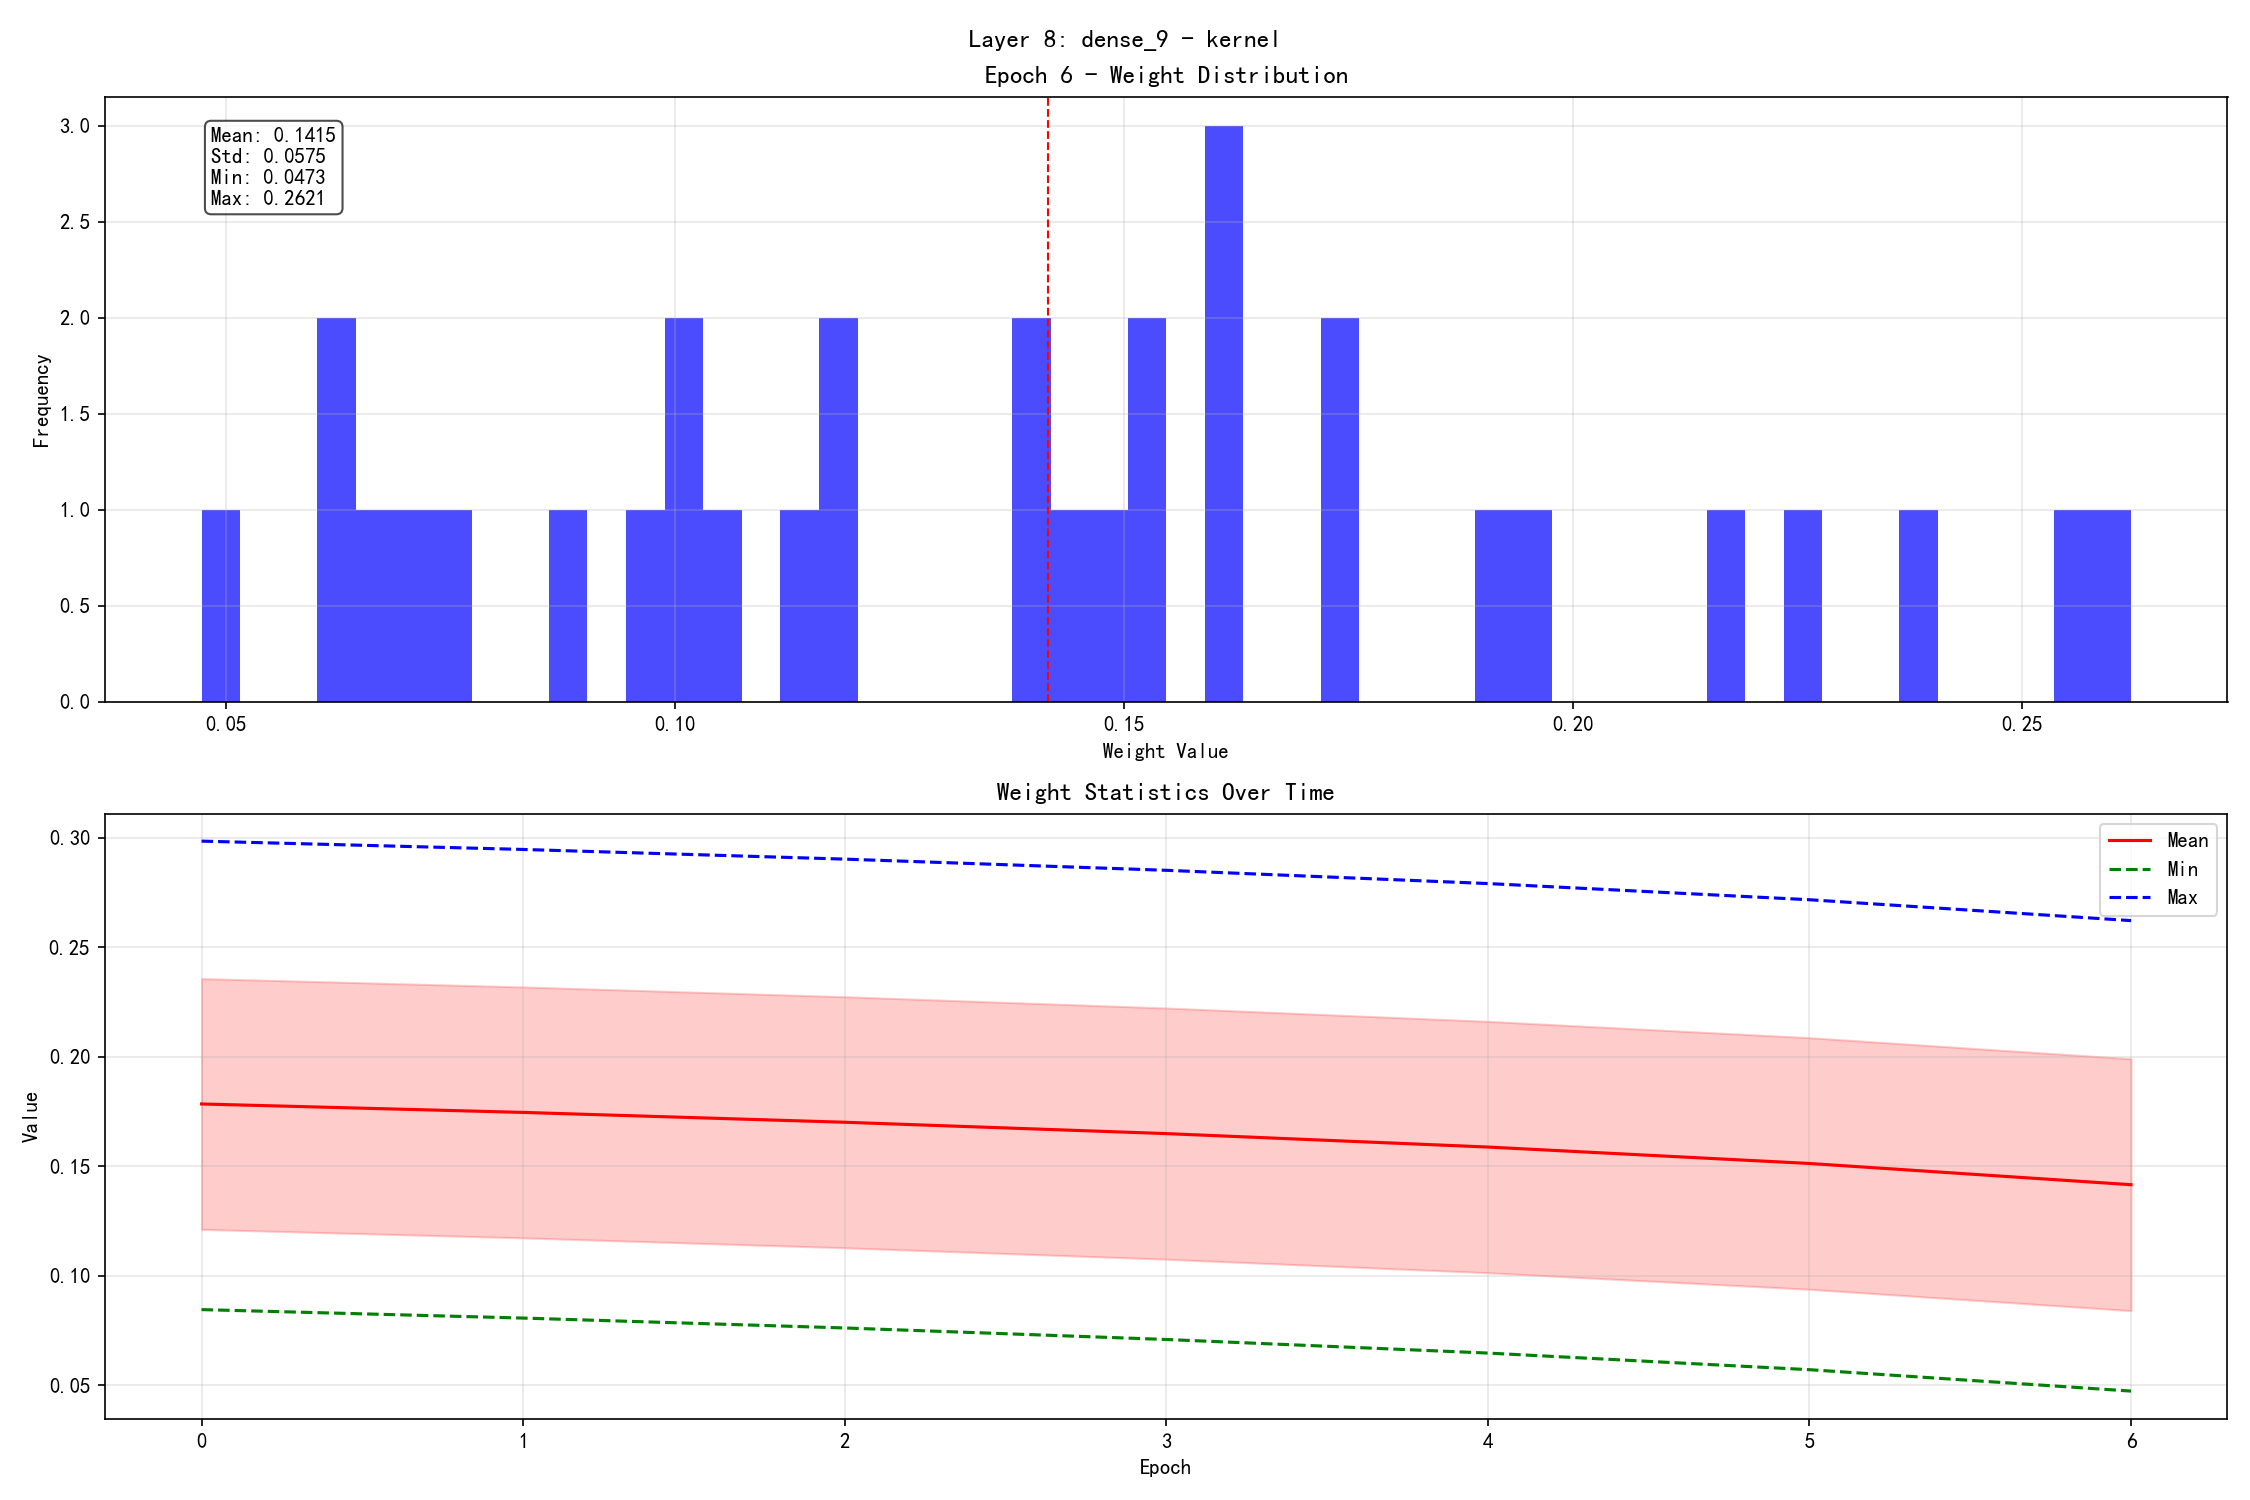 Layer 8: dense_9 - kernel
Epoch 6 - Weight Distribution
Mean: 0.1415
Std: 0.0575
Min: 0.0473
Max: 0.2621
Frequency
3.0
2.5
2.0
1.5
1.0
0.5
0.0
0.05 0.10 0.15 0.20 0.25
Weight Value
Weight Statistics Over Time
Mean
Min
Max
Value
0.30
0.25
0.20
0.15
0.10
0.05
0 1 2 3 4 5 6
Epoch